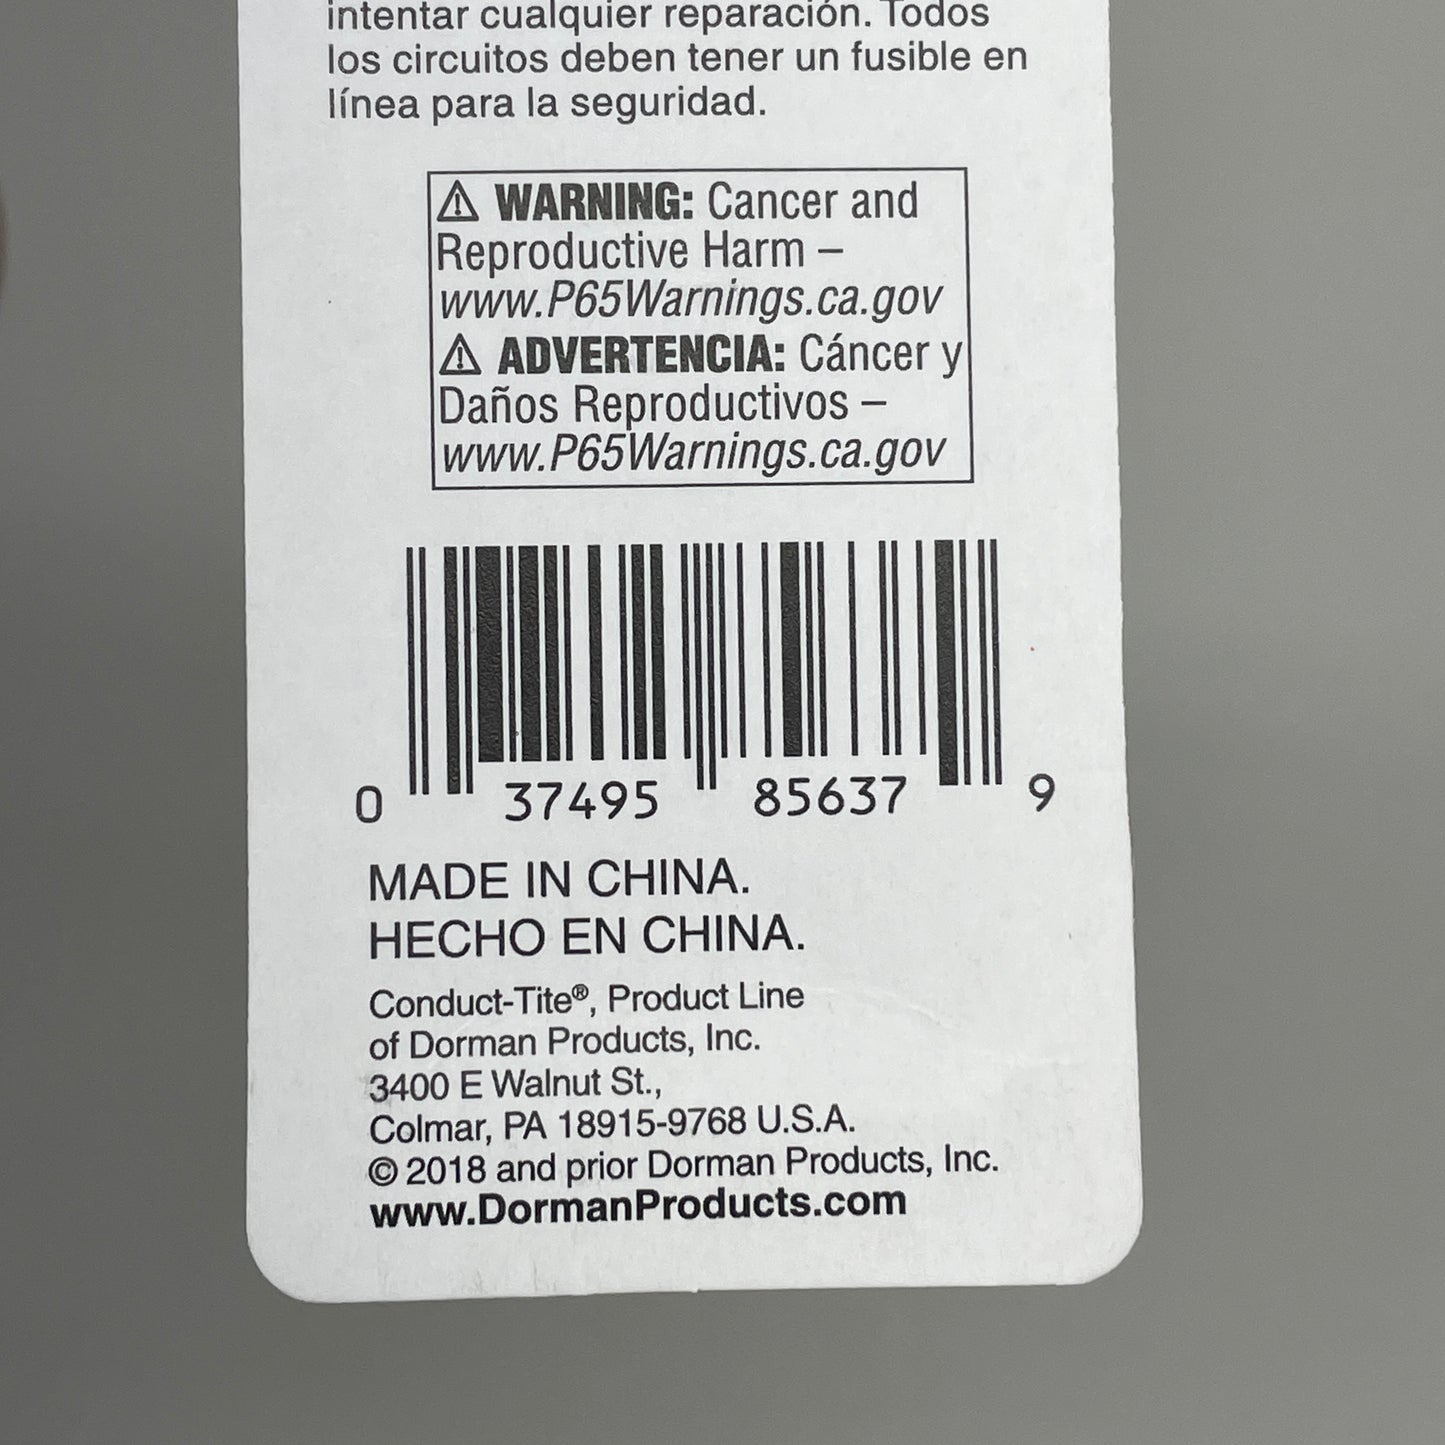 intentar cualquier reparación. Todos
los circuitos deben tener un fusible en
línea para la seguridad.
⚠ WARNING: Cancer and
Reproductive Harm –
www.P65Warnings.ca.gov
⚠ ADVERTENCIA: Cáncer y
Daños Reproductivos –
www.P65Warnings.ca.gov
0 37495 85637 9
MADE IN CHINA.
HECHO EN CHINA.
Conduct-Tite®, Product Line
of Dorman Products, Inc.
3400 E Walnut St.,
Colmar, PA 18915-9768 U.S.A.
© 2018 and prior Dorman Products, Inc.
www.DormanProducts.com